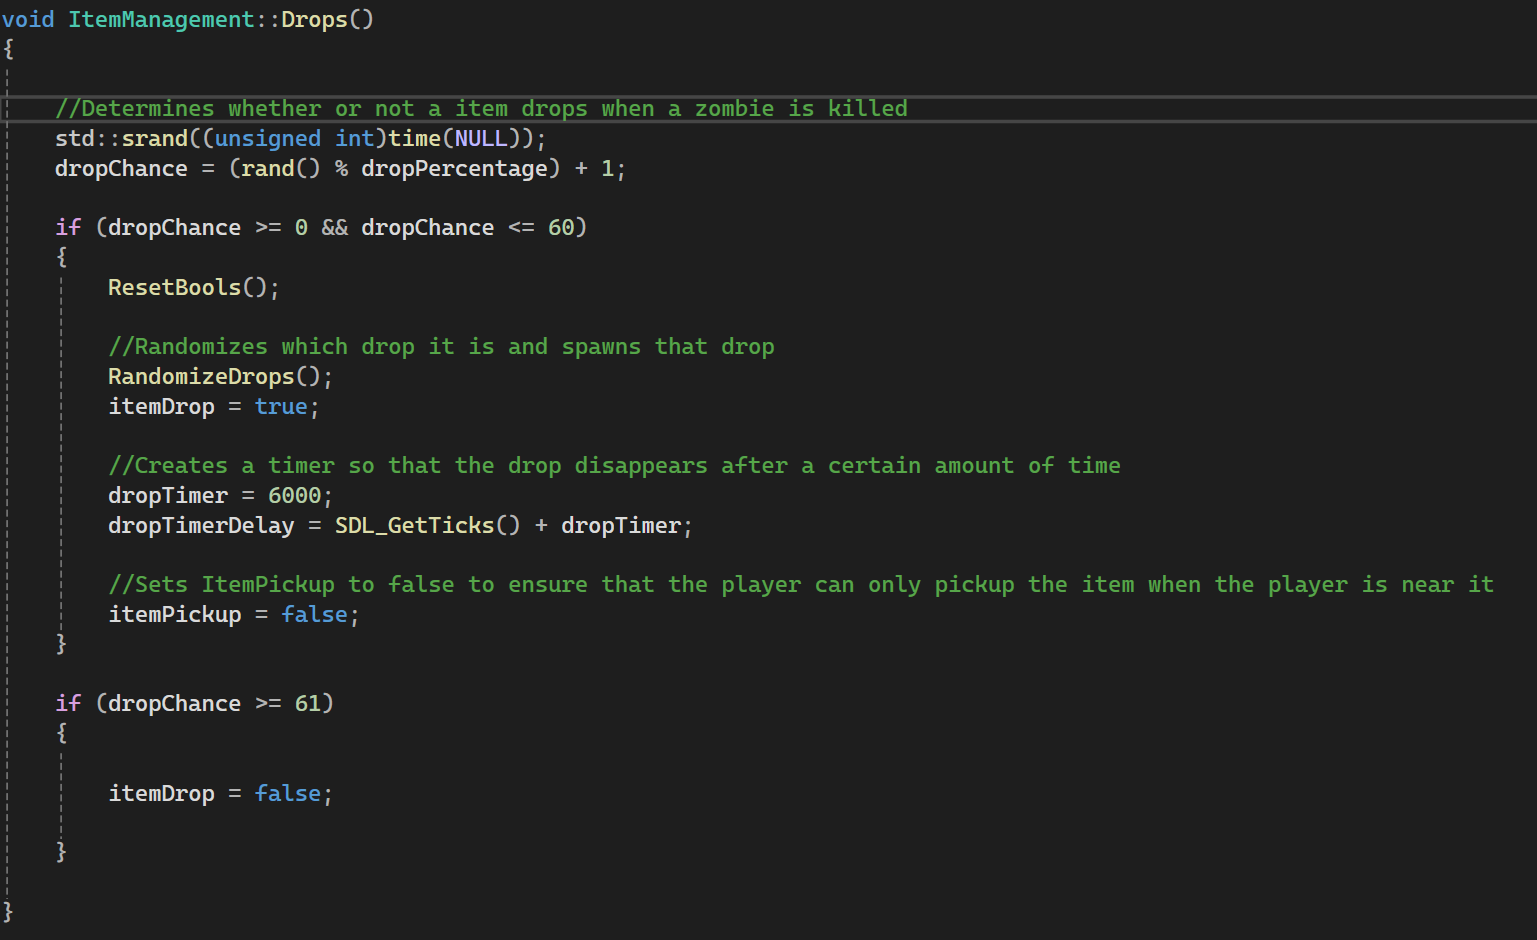 void ItemManagement::Drops()
{
//Determines whether or not a item drops when a zombie is killed
std::srand((unsigned int)time(NULL));
dropChance = (rand() % dropPercentage) + 1;
if (dropChance >= 0 && dropChance <= 60)
{
ResetBools();
//Randomizes which drop it is and spawns that drop
RandomizeDrops();
itemDrop = true;
//Creates a timer so that the drop disappears after a certain amount of time
dropTimer = 6000;
dropTimerDelay = SDL_GetTicks() + dropTimer;
//Sets ItemPickup to false to ensure that the player can only pickup the item when the player is near it
itemPickup = false;
}
if (dropChance >= 61)
{
itemDrop = false;
}
}